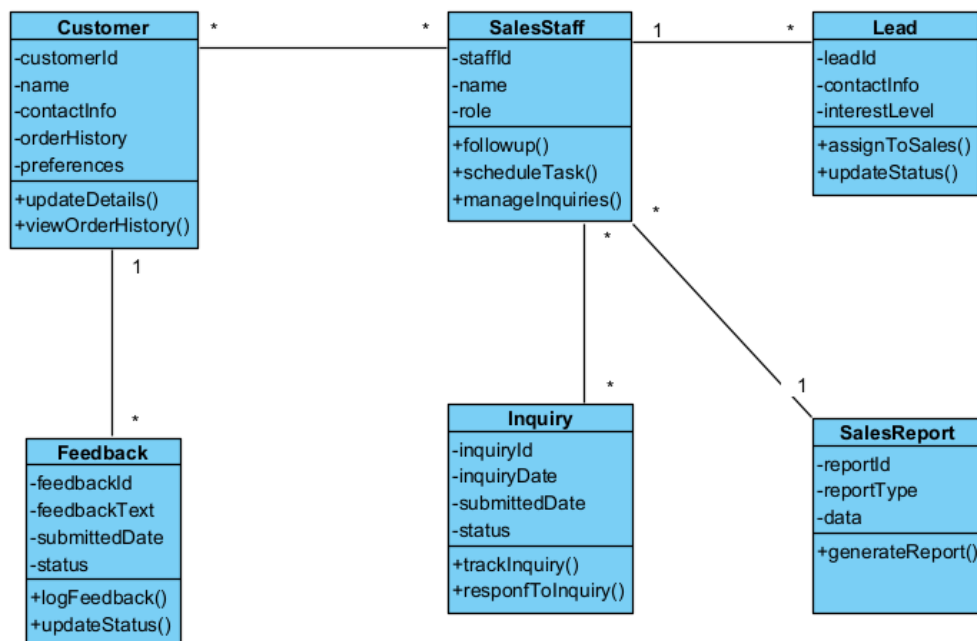 Customer
-customerId
-name
-contactInfo
-orderHistory
-preferences
+updateDetails()
+viewOrderHistory()
*
*
SalesStaff
-staffId
-name
-role
+followup()
+scheduleTask()
+manageInquiries()
1
*
Lead
-leadId
-contactInfo
-interestLevel
+assignToSales()
+updateStatus()
1
*
*
*
*
1
Feedback
-feedbackId
-feedbackText
-submittedDate
-status
+logFeedback()
+updateStatus()
Inquiry
-inquiryId
-inquiryDate
-submittedDate
-status
+trackInquiry()
+responfToInquiry()
SalesReport
-reportId
-reportType
-data
+generateReport()